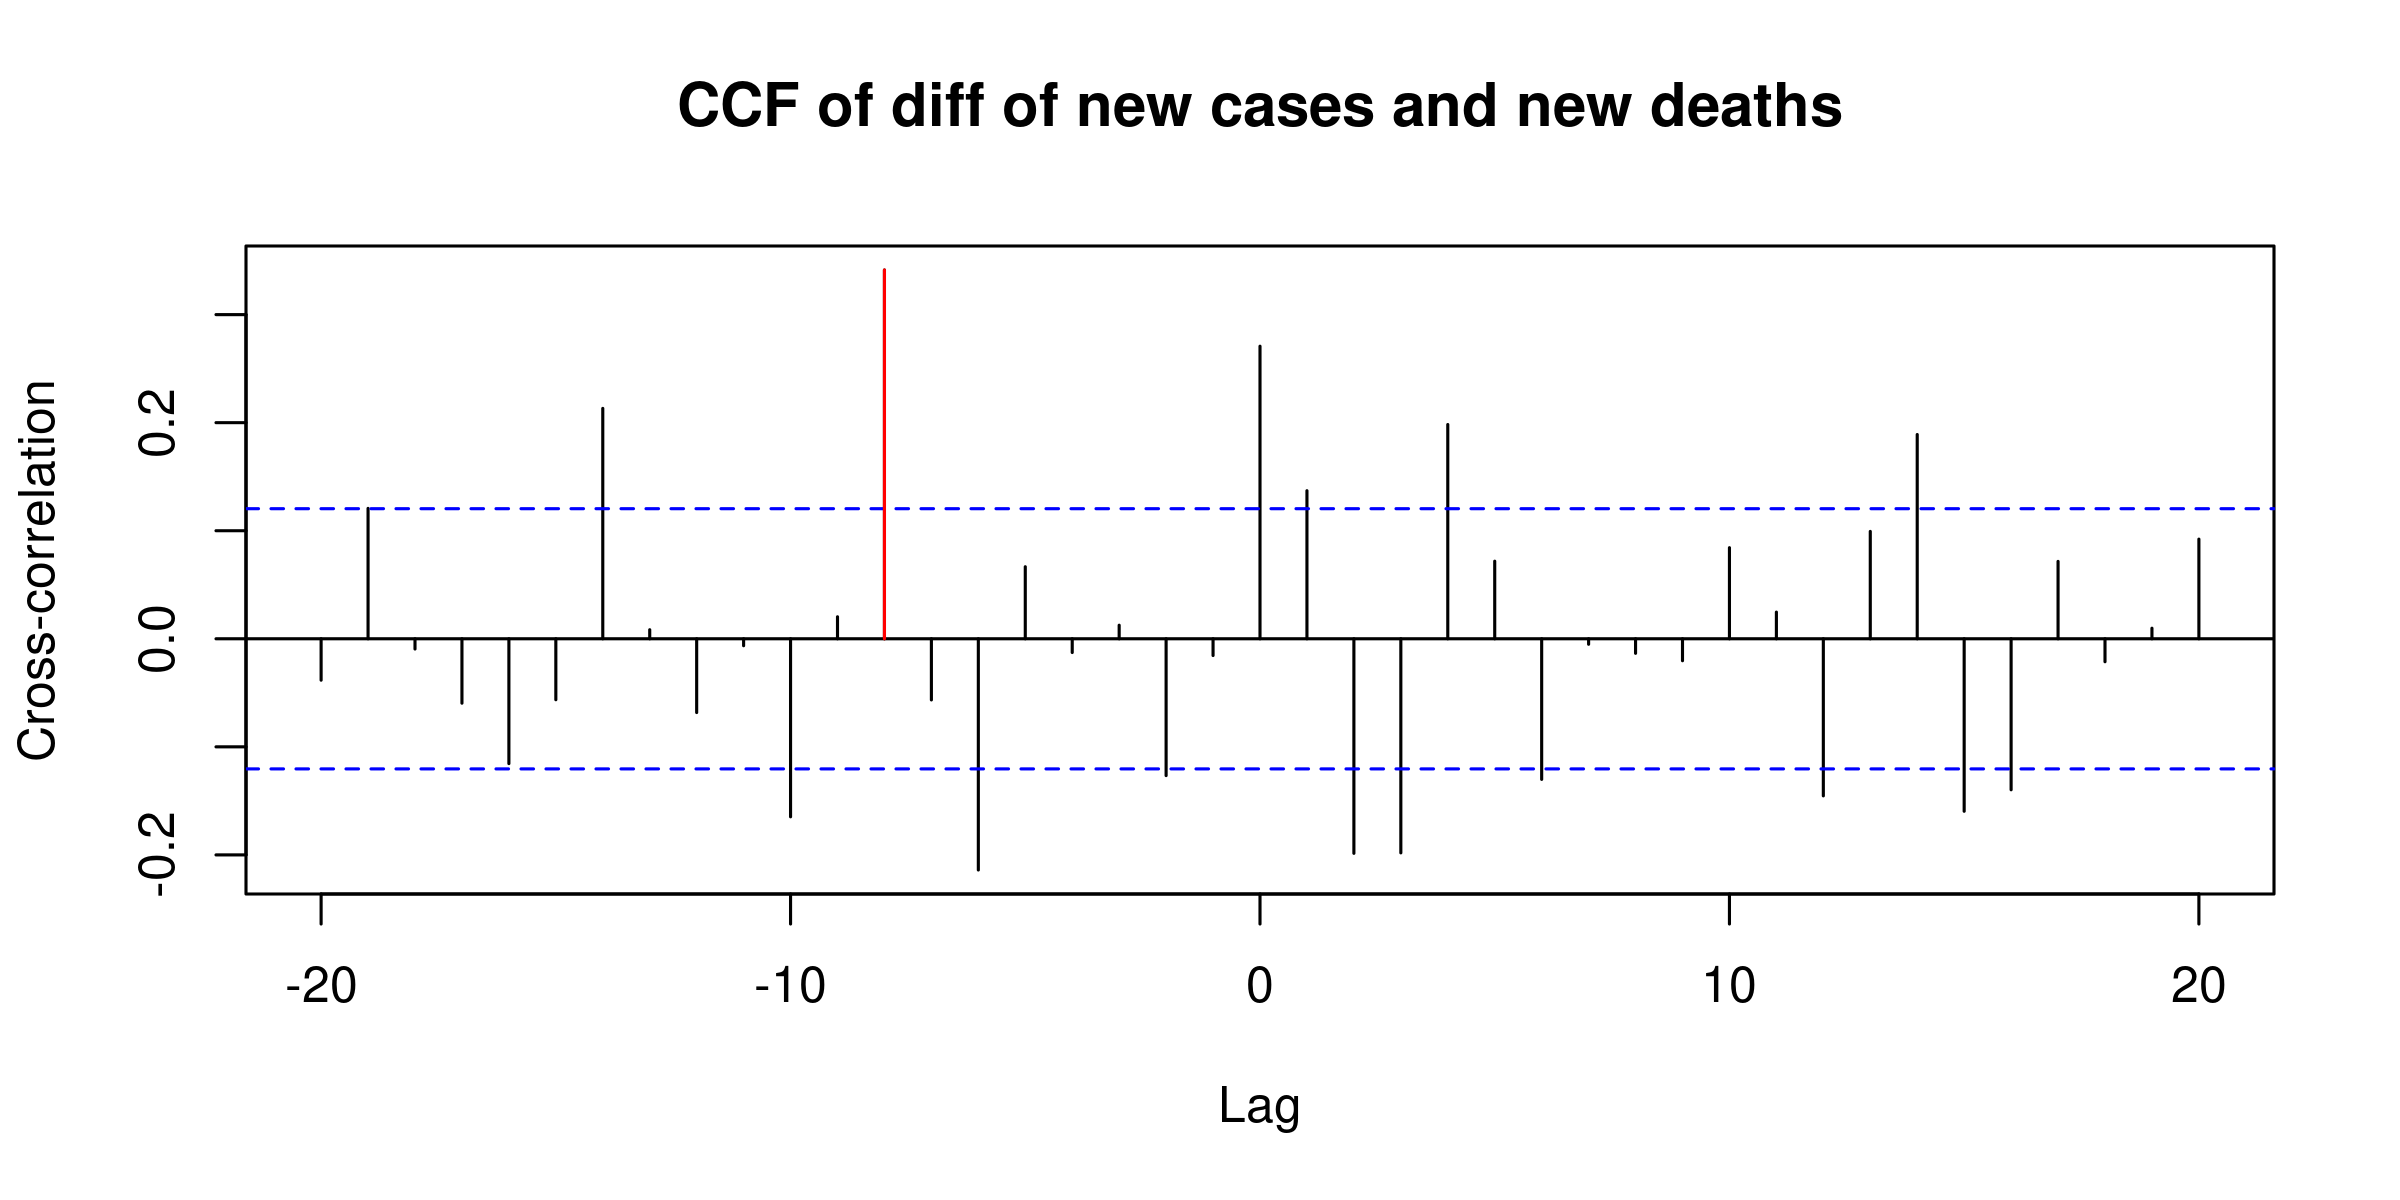 CCF of diff of new cases and new deaths
Cross-correlation
0.2
0.0
-0.2
-20 -10 0 10 20
Lag